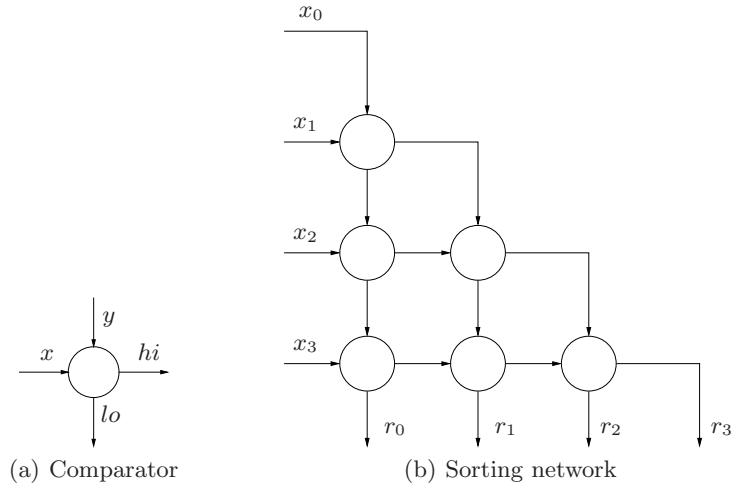 x0
x1
x2
x3
r0
r1
r2
r3
y
x
hi
lo
(a) Comparator
(b) Sorting network